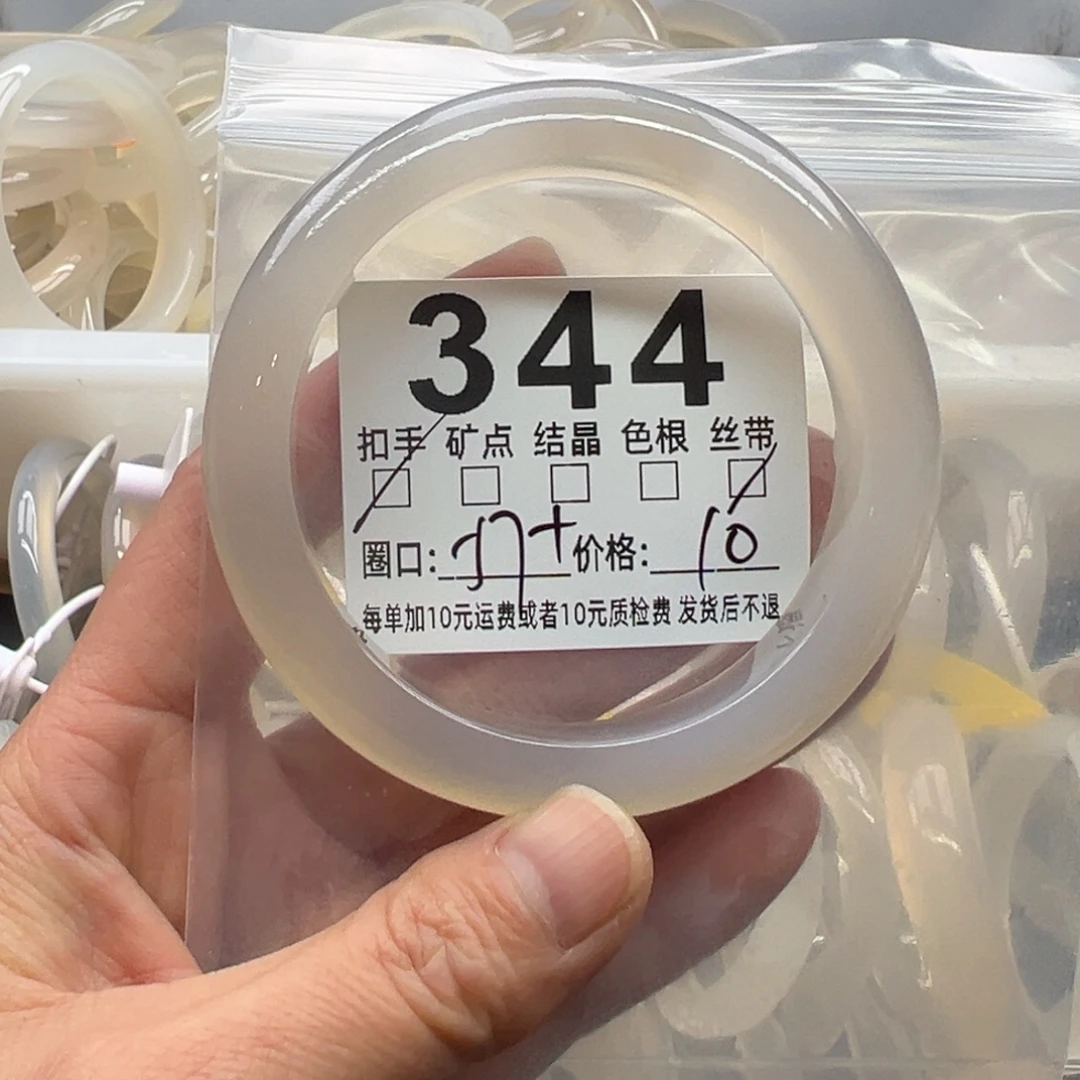 344
扣手 矿点 结晶 色根 丝带
圈口: 57+ 价格: 10
每单加10元运费或者10元质检费 发货后不退